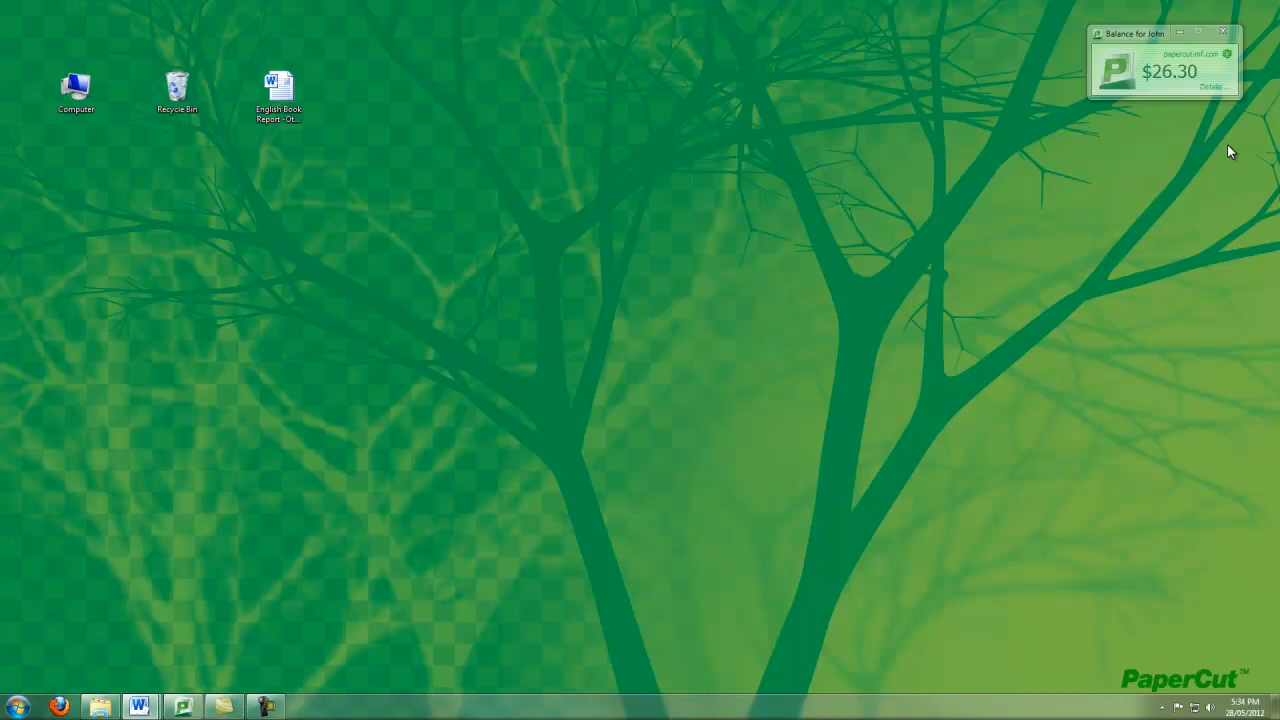 Balance for John
papercut-mf.com
$26.30
Details...
Computer
Recycle Bin
English Book
Report -Ot...
PaperCut™
5:34 PM
28/05/2012